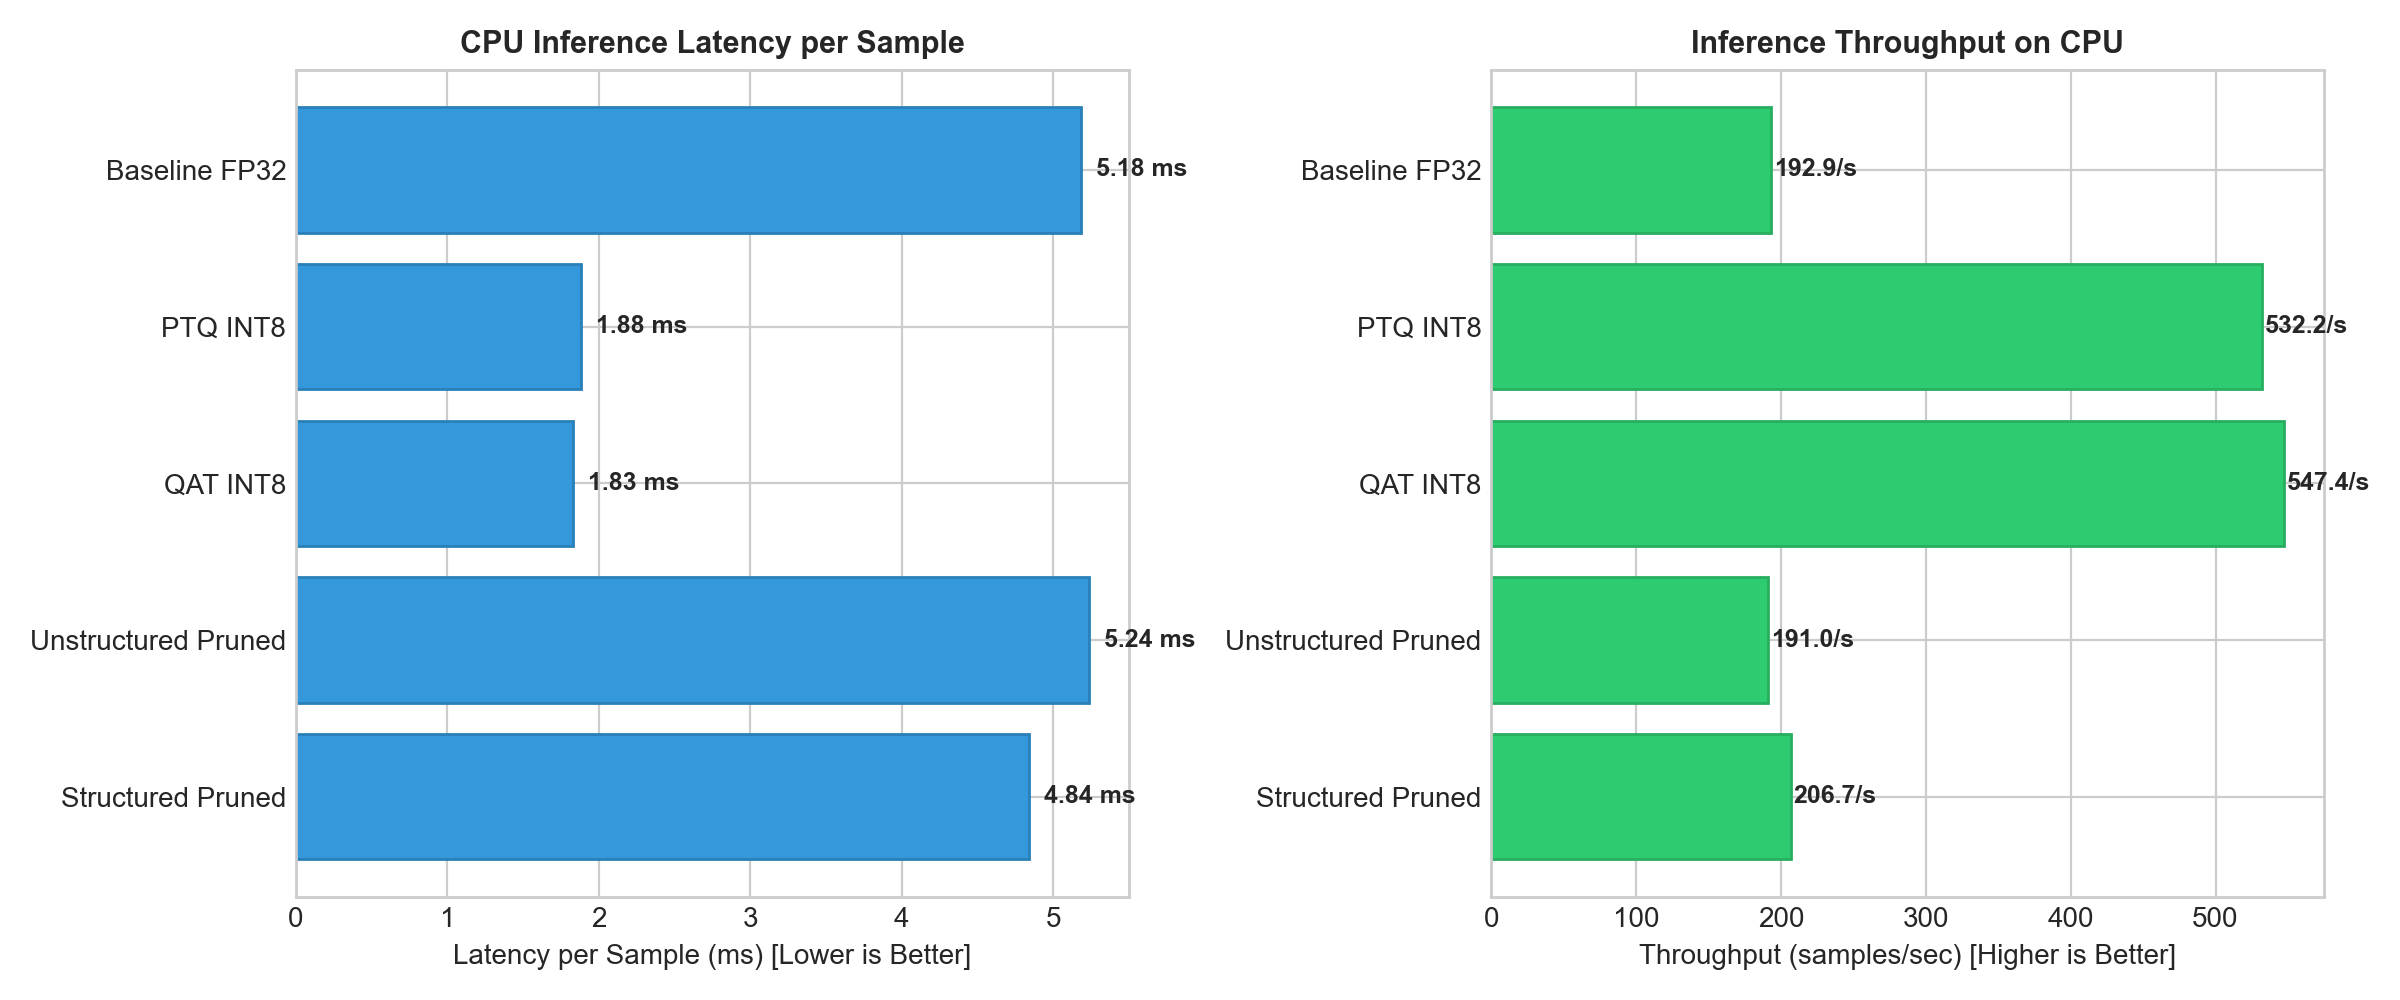 CPU Inference Latency per Sample
Baseline FP32
5.18 ms
PTQ INT8
1.88 ms
QAT INT8
1.83 ms
Unstructured Pruned
5.24 ms
Structured Pruned
4.84 ms
0 1 2 3 4 5
Latency per Sample (ms) [Lower is Better]
Inference Throughput on CPU
Baseline FP32
192.9/s
PTQ INT8
532.2/s
QAT INT8
547.4/s
Unstructured Pruned
191.0/s
Structured Pruned
206.7/s
0 100 200 300 400 500
Throughput (samples/sec) [Higher is Better]